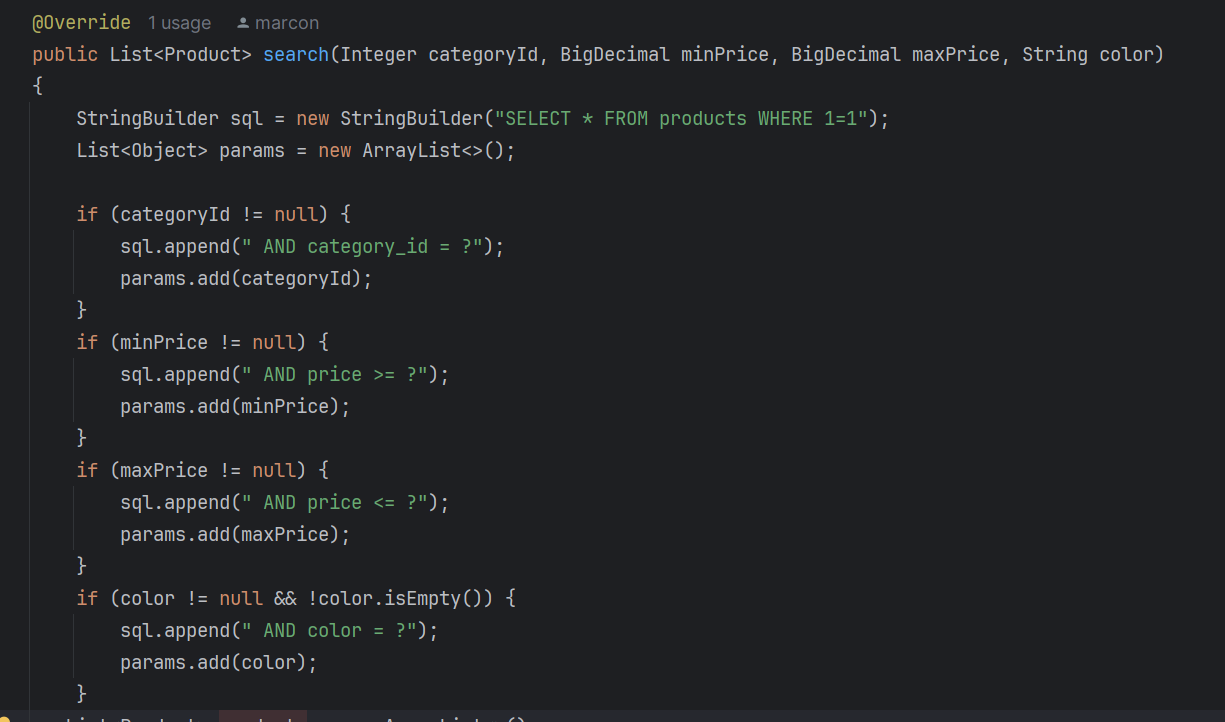 @Override 1 usage marcon
public List<Product> search(Integer categoryId, BigDecimal minPrice, BigDecimal maxPrice, String color)
{
StringBuilder sql = new StringBuilder("SELECT * FROM products WHERE 1=1");
List<Object> params = new ArrayList<>();
if (categoryId != null) {
sql.append(" AND category_id = ?");
params.add(categoryId);
}
if (minPrice != null) {
sql.append(" AND price >= ?");
params.add(minPrice);
}
if (maxPrice != null) {
sql.append(" AND price <= ?");
params.add(maxPrice);
}
if (color != null && !color.isEmpty()) {
sql.append(" AND color = ?");
params.add(color);
}